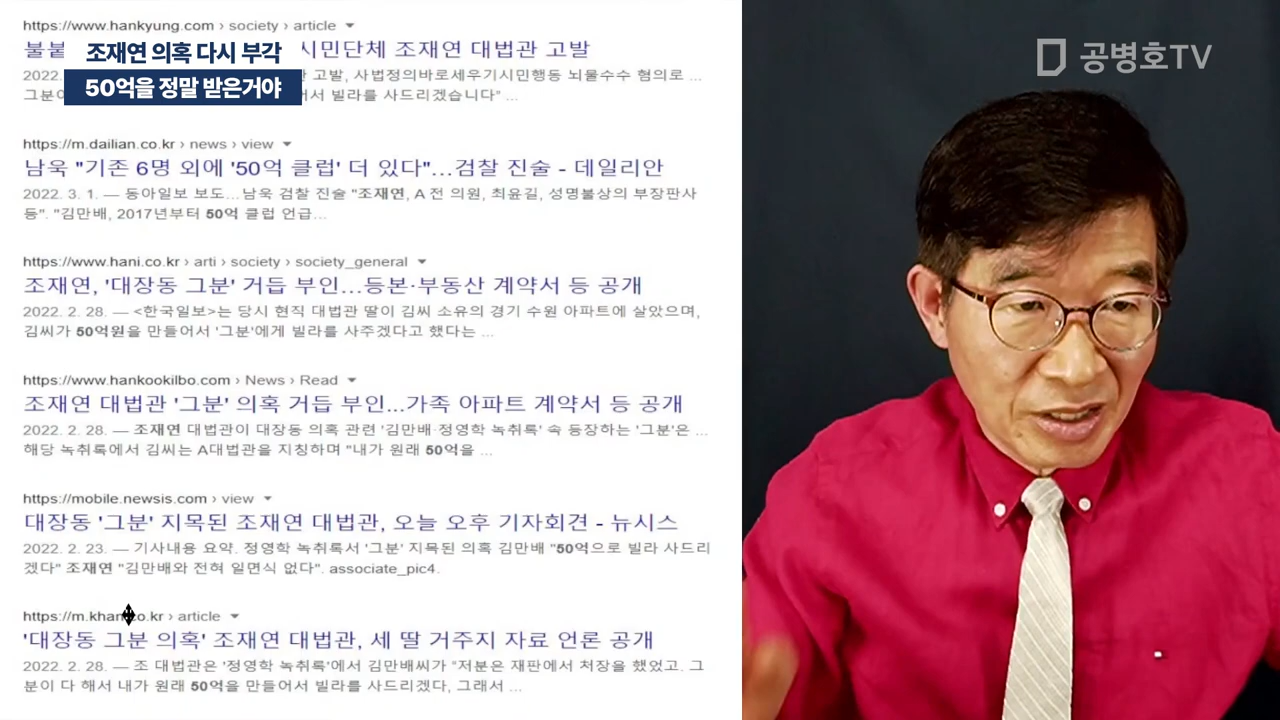 https://www.hankyung.com › society › article
불붙 시민단체 조재연 대법관 고발
조재연 의혹 다시 부각
50억을 정말 받은거야
2022. 고발, 사법정의바로세우기시민행동 뇌물수수 혐의로 ...
빌라를 사드리겠습니다" ...
https://m.dailian.co.kr › news › view
남욱 "기존 6명 외에 '50억 클럽' 더 있다"...검찰 진술 - 데일리안
2022. 3. 1. — 동아일보 보도...남욱 검찰 진술 "조재연, A 전 의원, 최윤길, 성명불상의 부장판사
등". "김만배, 2017년부터 50억 클럽 언급...
https://www.hani.co.kr › arti › society › society_general
조재연, '대장동 그분' 거듭 부인...등본·부동산 계약서 등 공개
2022. 2. 28. — <한국일보>는 당시 현직 대법관 딸이 김씨 소유의 경기 수원 아파트에 살았으며,
김씨가 50억원을 만들어서 '그분'에게 빌라를 사주겠다고 했다는 ...
https://www.hankookilbo.com › News › Read
조재연 대법관 '그분' 의혹 거듭 부인...가족 아파트 계약서 등 공개
2022. 2. 28. — 조재연 대법관이 대장동 의혹 관련 '김만배·정영학 녹취록' 속 등장하는 '그분'은 ...
해당 녹취록에서 김씨는 A대법관을 지칭하며 "내가 원래 50억을 ...
https://mobile.newsis.com › view
대장동 '그분' 지목된 조재연 대법관, 오늘 오후 기자회견 - 뉴시스
2022. 2. 23. — 기사내용 요약. 정영학 녹취록서 '그분' 지목된 의혹 김만배 "50억으로 빌라 사드리
겠다" 조재연 "김만배와 전혀 일면식 없다". associate_pic4.
https://m.khan.co.kr › article
'대장동 그분 의혹' 조재연 대법관, 세 딸 거주지 자료 언론 공개
2022. 2. 28. — 조 대법관은 '정영학 녹취록'에서 김만배씨가 "저분은 재판에서 처장을 했었고. 그
분이 다 해서 내가 원래 50억을 만들어서 빌라를 사드리겠다, 그래서 ...
공병호TV